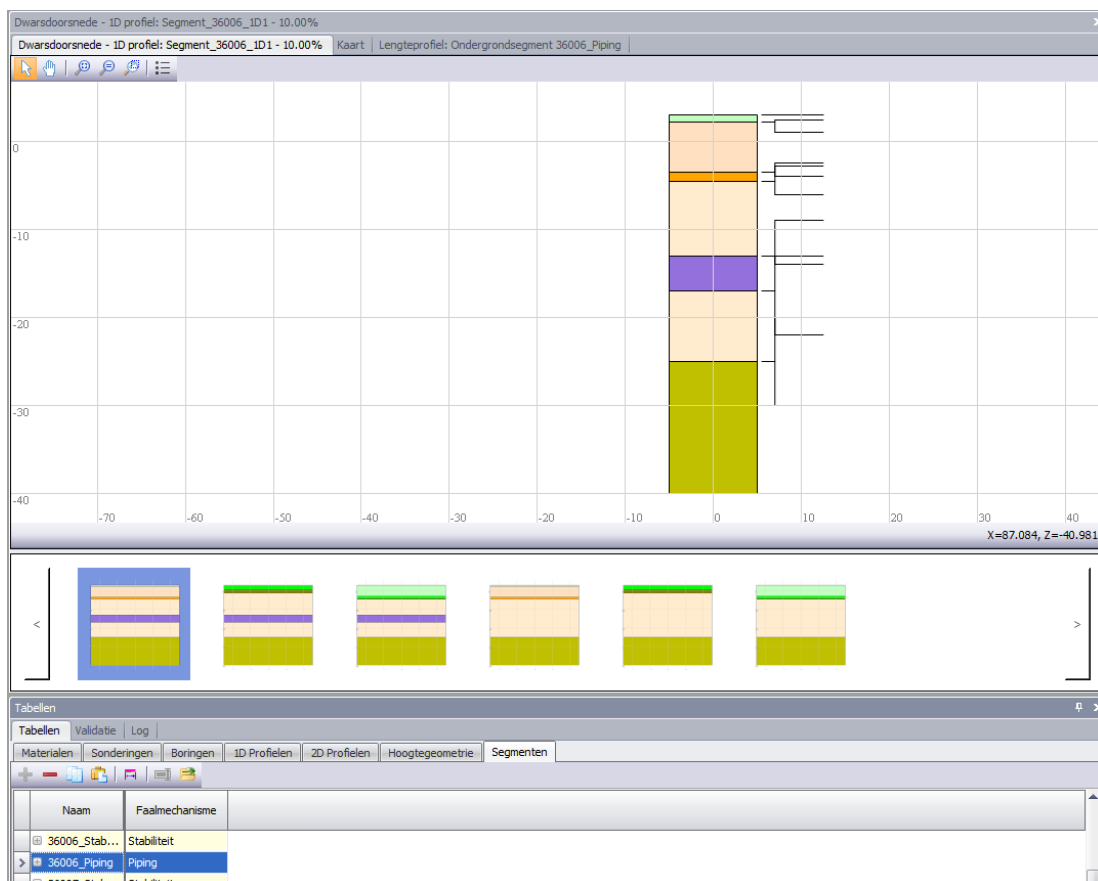 Dwarsdoorsnede - 1D profiel: Segment_36006_1D1 - 10.00%
Dwarsdoorsnede - 1D profiel: Segment_36006_1D1 - 10.00% Kaart Lengteprofiel: Ondergrondsegment 36006_Piping
0
-10
-20
-30
-40
-70 -60 -50 -40 -30 -20 -10 0 10 20 30 40
X=87.084, Z=-40.981
< >
Tabellen
Tabellen Validatie Log
Materialen Sonderingen Boringen 1D Profielen 2D Profielen Hoogtegeometrie Segmenten
Naam Faalmechanisme
36006_Stab... Stabiliteit
36006_Piping Piping